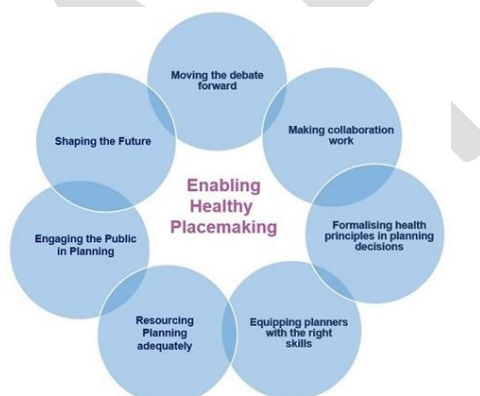 Moving the debate
forward
Making collaboration
work
Shaping the Future
Enabling
Healthy
Placemaking
Formalising health
principles in planning
decisions
Engaging the Public
in Planning
Equipping planners
with the right
skills
Resourcing
Planning
adequately